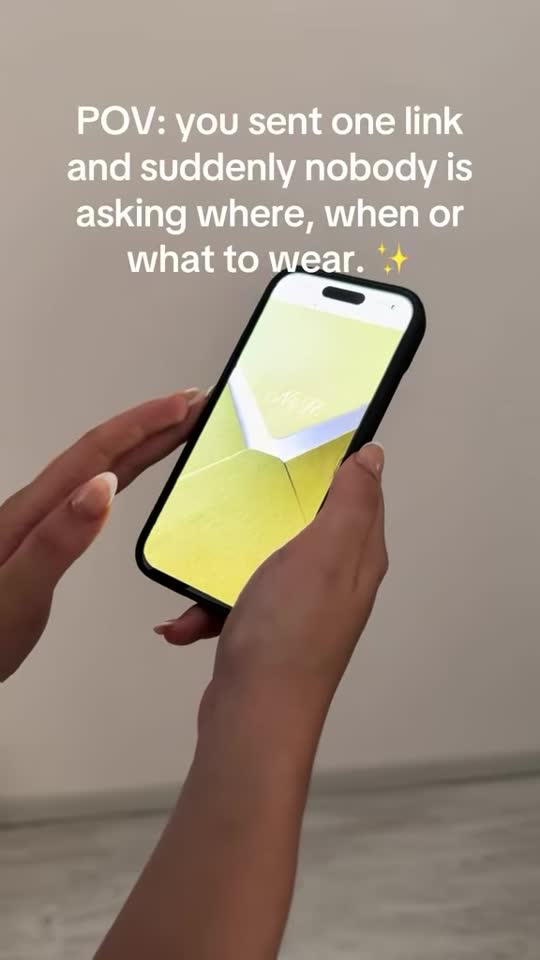 POV: you sent one link
and suddenly nobody is
asking where, when or
what to wear. ✨